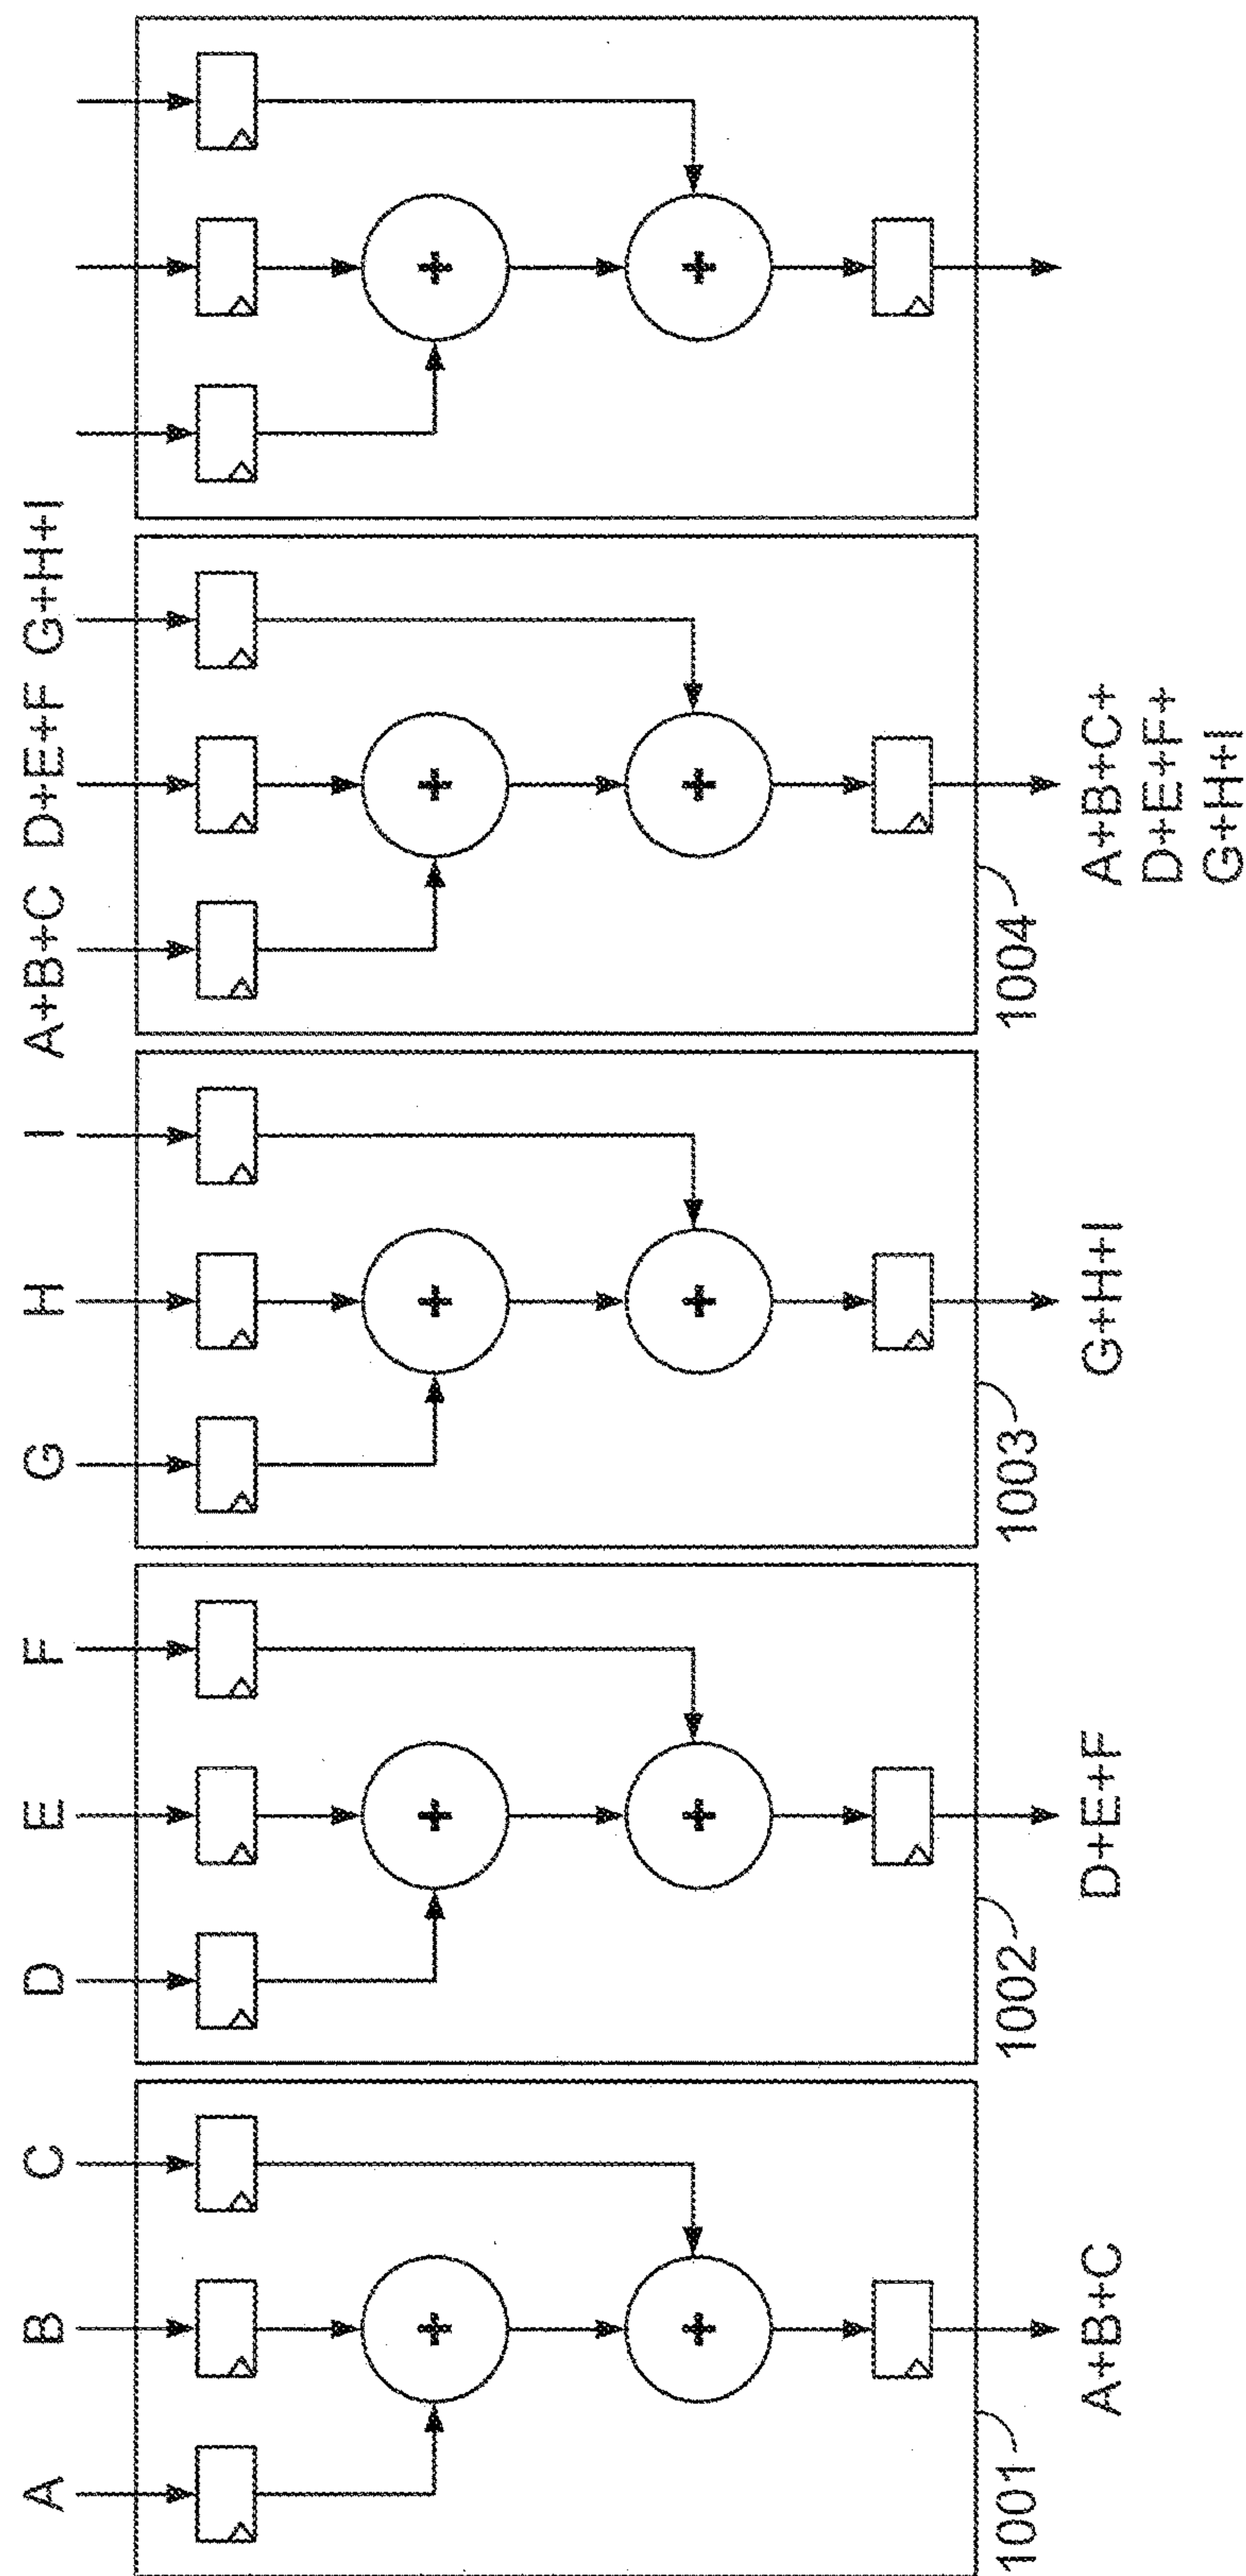 A B C D E F G H I A+B+C D+E+F G+H+I
+ + + + +
+ + + + +
1001 1002 1003 1004
A+B+C D+E+F G+H+I A+B+C+
D+E+F+
G+H+I